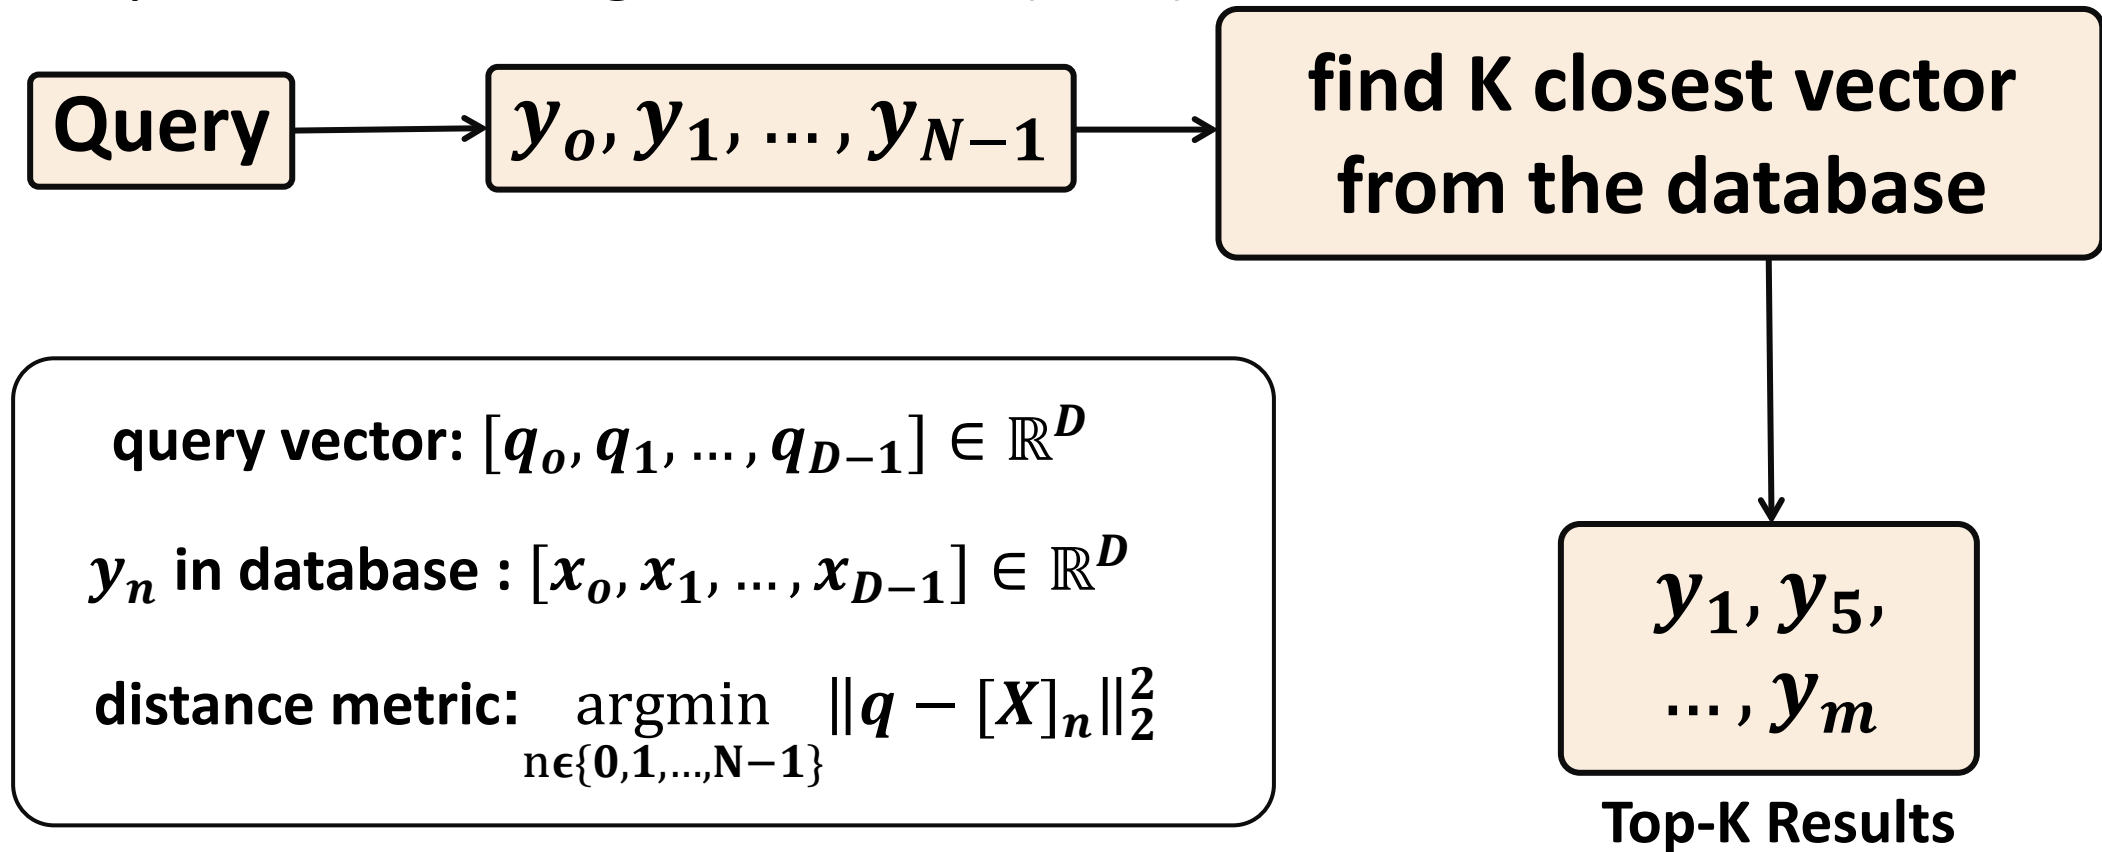 Query
y_o, y_1, … , y_{N−1}
find K closest vector
from the database
query vector: [q_o, q_1, … , q_{D−1}] ∈ ℝ^D
y_n in database : [x_o, x_1, … , x_{D−1}] ∈ ℝ^D
distance metric: argmin ‖q − [X]_n‖_2^2
nϵ{0,1,…,N−1}
y_1, y_5,
… , y_m
Top-K Results